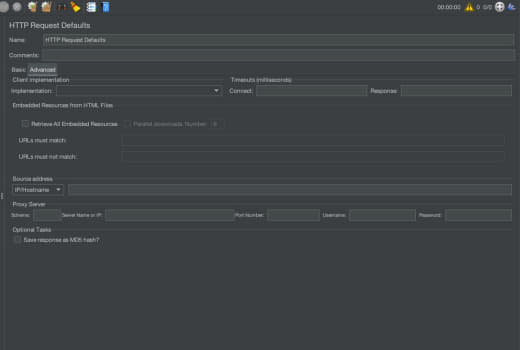 00:00:00 0 0/0
HTTP Request Defaults
Name: HTTP Request Defaults
Comments:
Basic Advanced
Client implementation Timeouts (milliseconds)
Implementation: Connect: Response:
Embedded Resources from HTML Files
Retrieve All Embedded Resources Parallel downloads. Number: 6
URLs must match:
URLs must not match:
Source address
IP/Hostname
Proxy Server
Scheme: Server Name or IP: Port Number: Username: Password:
Optional Tasks
Save response as MD5 hash?